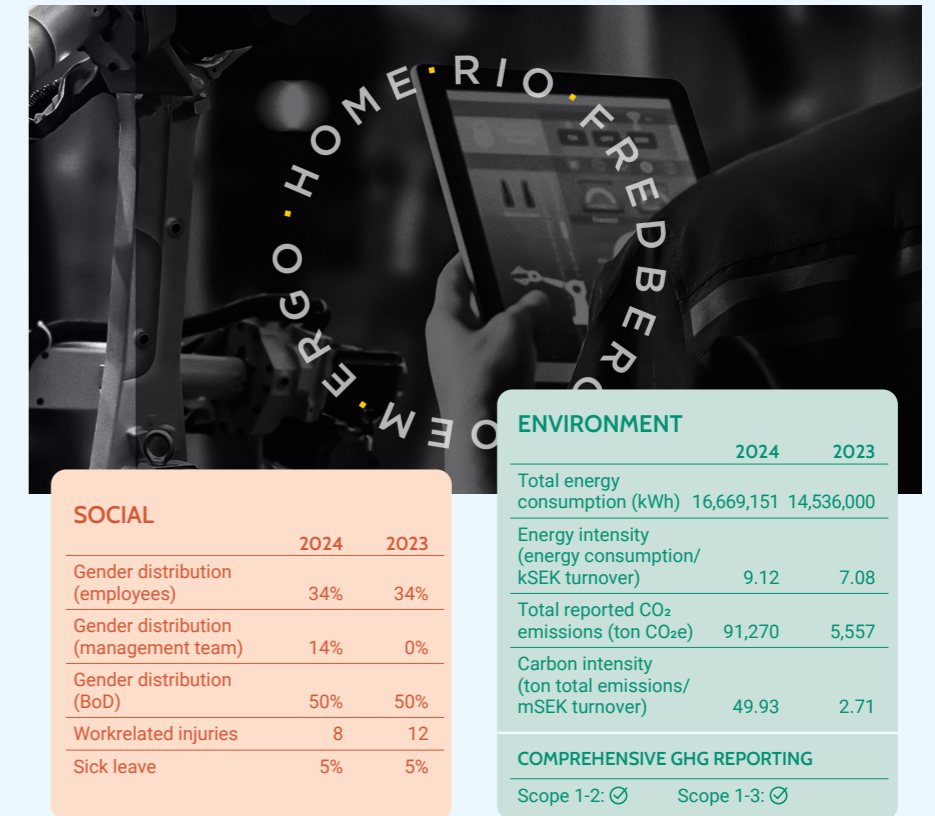 HOME · RIO · FREDBERG
OEM · ERGO ·
SOCIAL
2024 2023
Gender distribution
(employees) 34% 34%
Gender distribution
(management team) 14% 0%
Gender distribution
(BoD) 50% 50%
Workrelated injuries 8 12
Sick leave 5% 5%
ENVIRONMENT
2024 2023
Total energy
consumption (kWh) 16,669,151 14,536,000
Energy intensity
(energy consumption/
kSEK turnover) 9.12 7.08
Total reported CO₂
emissions (ton CO₂e) 91,270 5,557
Carbon intensity
(ton total emissions/
mSEK turnover) 49.93 2.71
COMPREHENSIVE GHG REPORTING
Scope 1-2: Scope 1-3: